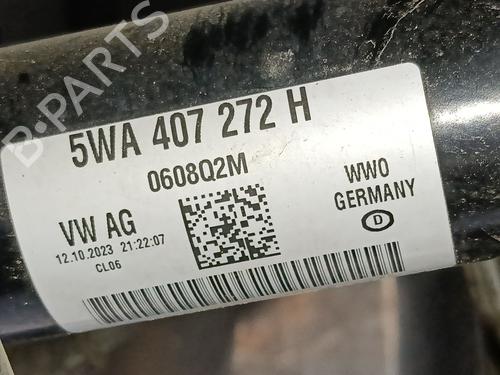 B-PARTS
5WA 407 272 H
0608Q2M
VW AG
12.10.2023 21:22:07
CL06
WWO
GERMANY
D